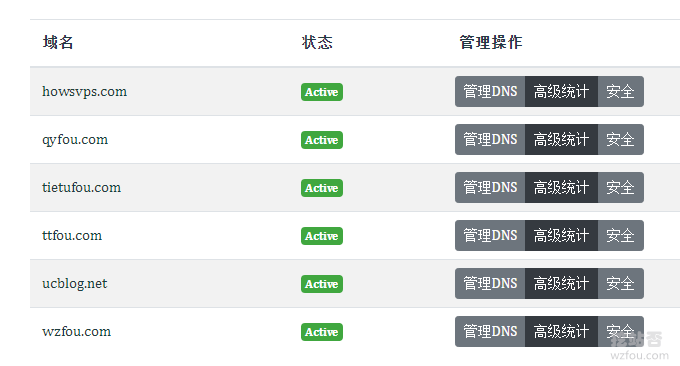 域名 状态 管理操作
howsvps.com Active 管理DNS 高级统计 安全
qyfou.com Active 管理DNS 高级统计 安全
tietufou.com Active 管理DNS 高级统计 安全
ttfou.com Active 管理DNS 高级统计 安全
ucblog.net Active 管理DNS 高级统计 安全
wzfou.com Active 管理DNS 高级统计 安全
挖站否
wzfou.com